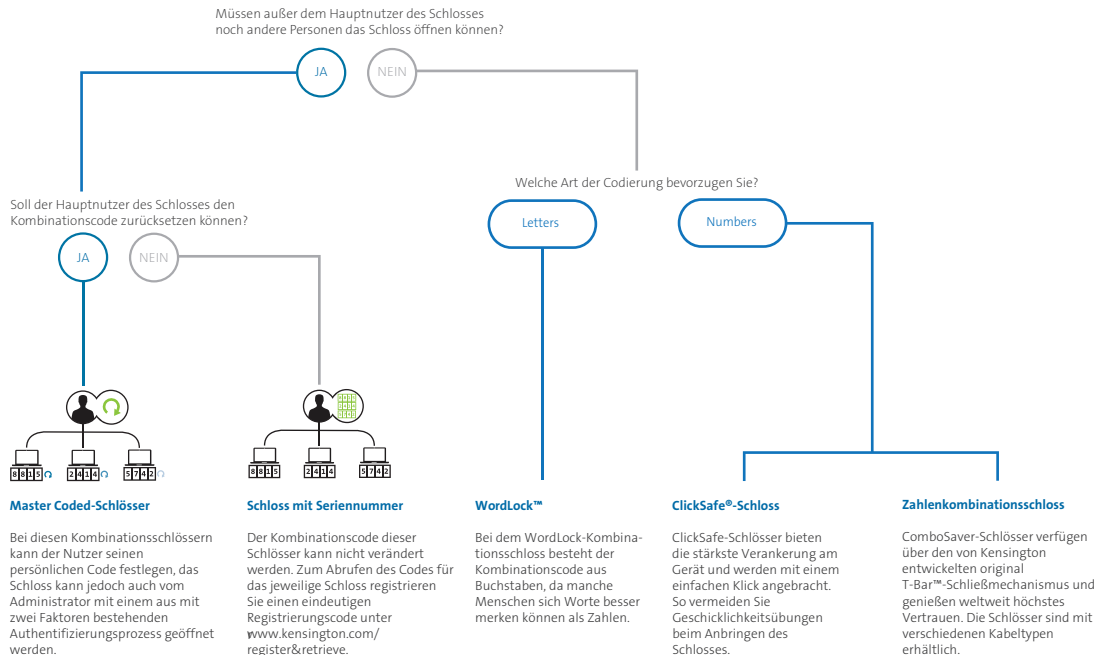 Müssen außer dem Hauptnutzer des Schlosses
noch andere Personen das Schloss öffnen können?
JA
NEIN
Welche Art der Codierung bevorzugen Sie?
Soll der Hauptnutzer des Schlosses den
Kombinationscode zurücksetzen können?
Letters
Numbers
JA
NEIN
8815
2414
5742
8815
2414
5742
Master Coded-Schlösser
Bei diesen Kombinationsschlössern
kann der Nutzer seinen
persönlichen Code festlegen, das
Schloss kann jedoch auch vom
Administrator mit einem aus mit
zwei Faktoren bestehenden
Authentifizierungsprozess geöffnet
werden.
Schloss mit Seriennummer
Der Kombinationscode dieser
Schlösser kann nicht verändert
werden. Zum Abrufen des Codes für
das jeweilige Schloss registrieren
Sie einen eindeutigen
Registrierungscode unter
www.kensington.com/
register&retrieve.
WordLock™
Bei dem WordLock-Kombina-
tionsschloss besteht der
Kombinationscode aus
Buchstaben, da manche
Menschen sich Worte besser
merken können als Zahlen.
ClickSafe®-Schloss
ClickSafe-Schlösser bieten
die stärkste Verankerung am
Gerät und werden mit einem
einfachen Klick angebracht.
So vermeiden Sie
Geschicklichkeitsübungen
beim Anbringen des
Schlosses.
Zahlenkombinationsschloss
ComboSaver-Schlösser verfügen
über den von Kensington
entwickelten original
T-Bar™-Schließmechanismus und
genießen weltweit höchstes
Vertrauen. Die Schlösser sind mit
verschiedenen Kabeltypen
erhältlich.